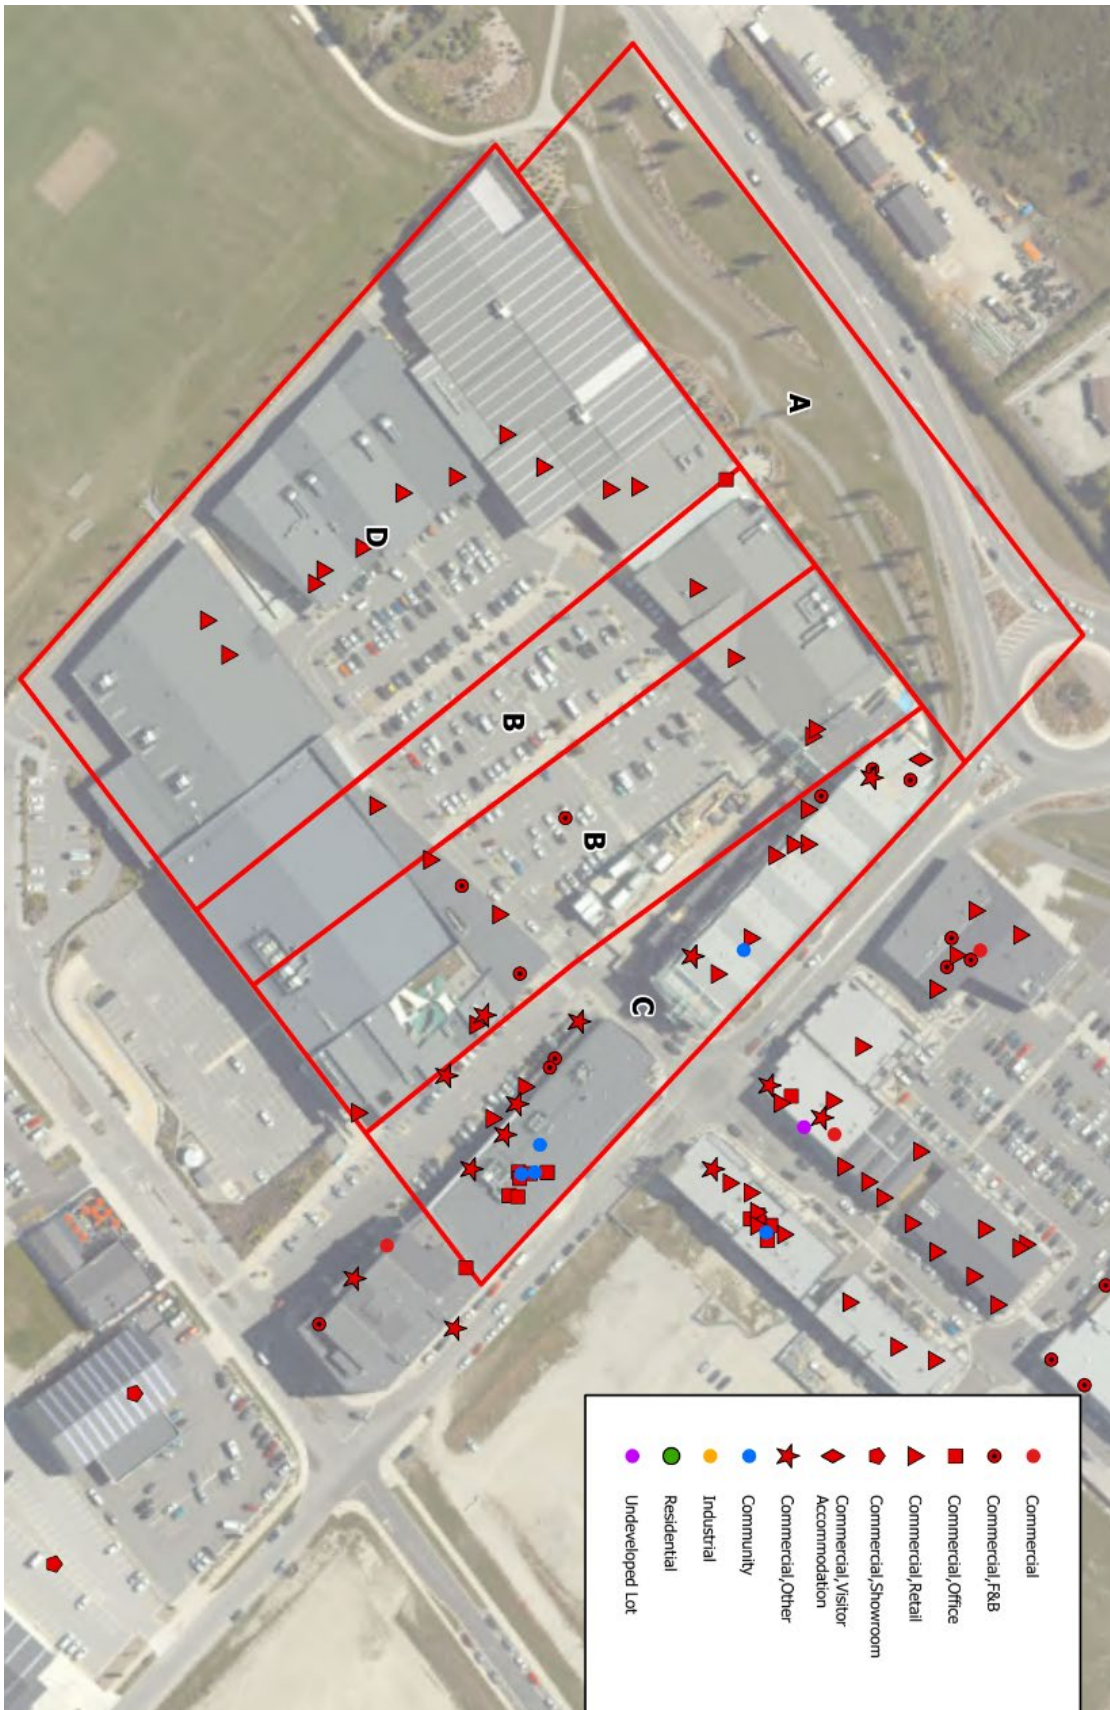 A
D
B
B
C
Commercial
Commercial,F&B
Commercial,Office
Commercial,Retail
Commercial,Showroom
Commercial,Visitor
Accommodation
Commercial,Other
Community
Industrial
Residential
Undeveloped Lot